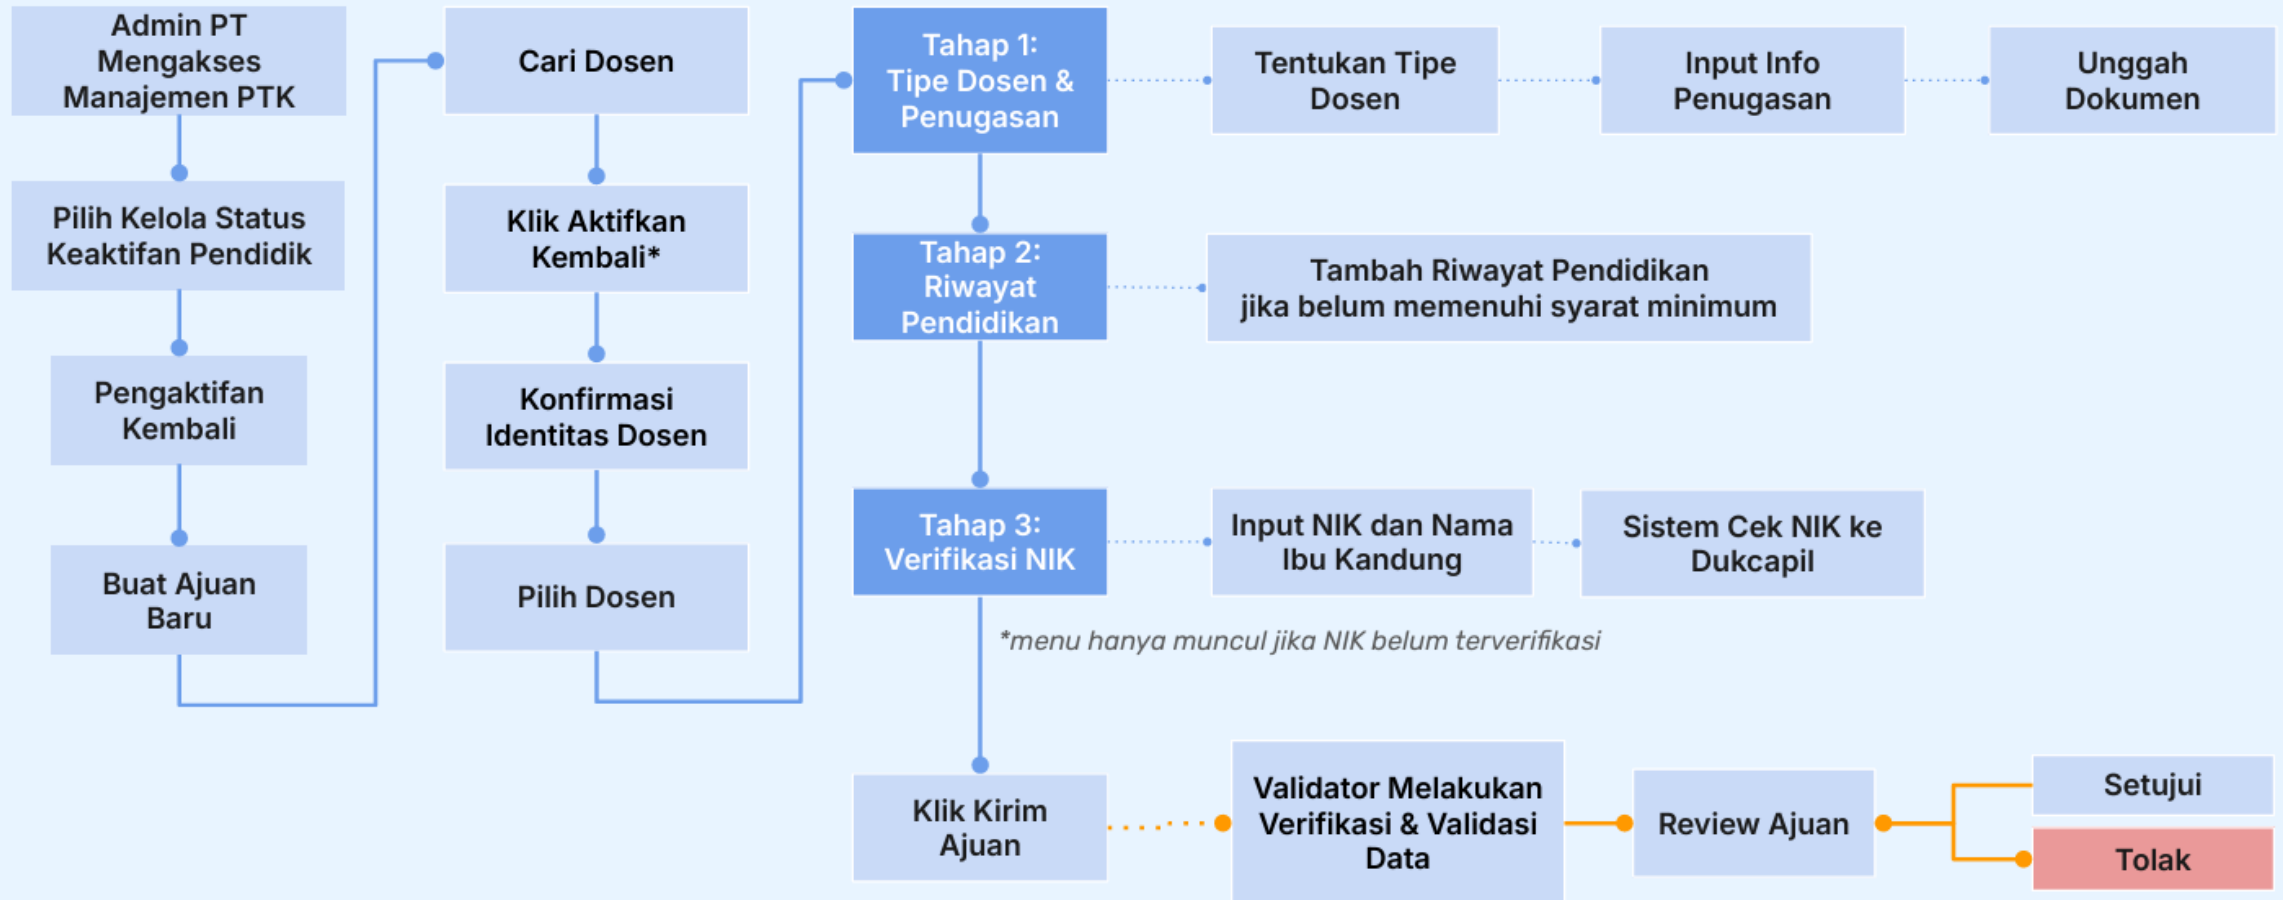 Admin PT
Mengakses
Manajemen PTK
Pilih Kelola Status
Keaktifan Pendidik
Pengaktifan
Kembali
Buat Ajuan
Baru
Cari Dosen
Klik Aktifkan
Kembali*
Konfirmasi
Identitas Dosen
Pilih Dosen
Tahap 1:
Tipe Dosen &
Penugasan
Tentukan Tipe
Dosen
Input Info
Penugasan
Unggah
Dokumen
Tahap 2:
Riwayat
Pendidikan
Tambah Riwayat Pendidikan
jika belum memenuhi syarat minimum
Tahap 3:
Verifikasi NIK
Input NIK dan Nama
Ibu Kandung
Sistem Cek NIK ke
Dukcapil
*menu hanya muncul jika NIK belum terverifikasi
Klik Kirim
Ajuan
Validator Melakukan
Verifikasi & Validasi
Data
Review Ajuan
Setujui
Tolak